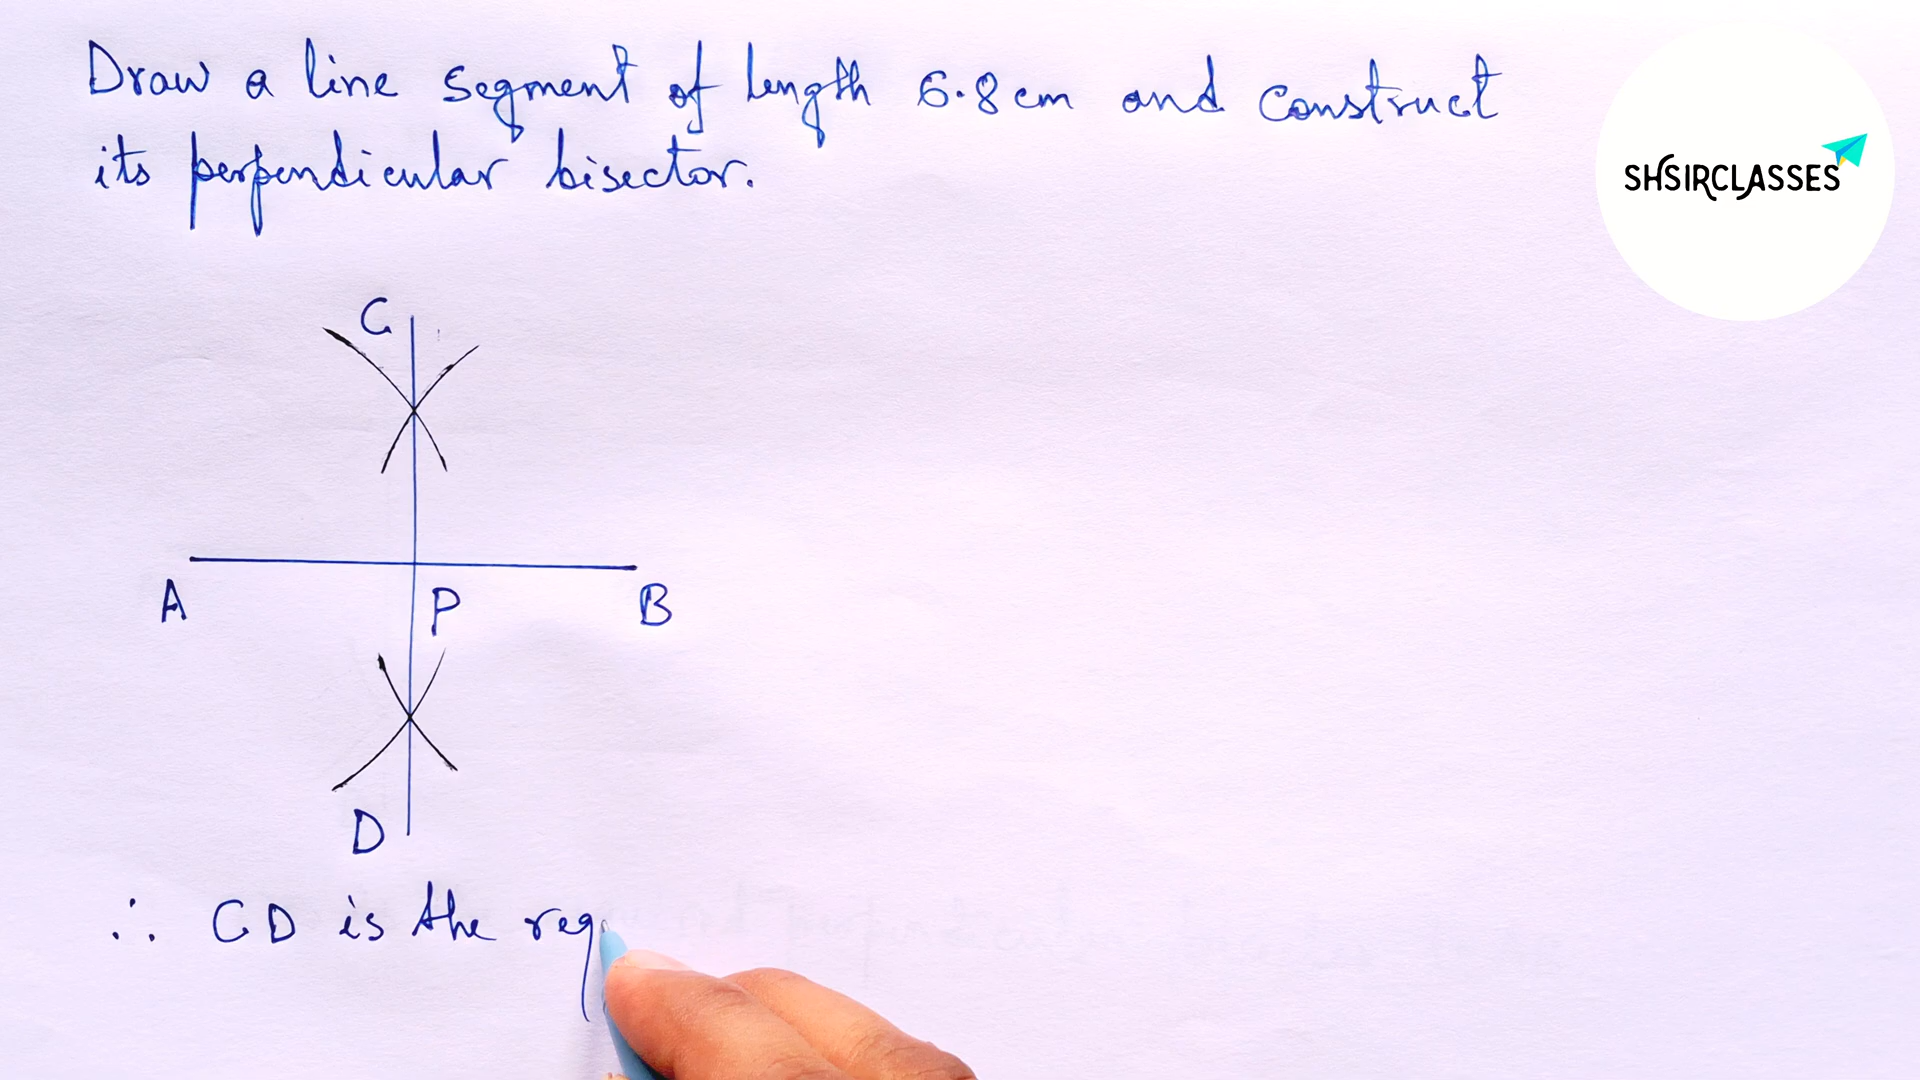 Draw a line segment of length 6.8 cm and construct
its perpendicular bisector.
SHSIRCLASSES
C
A P B
D
∴ CD is the req